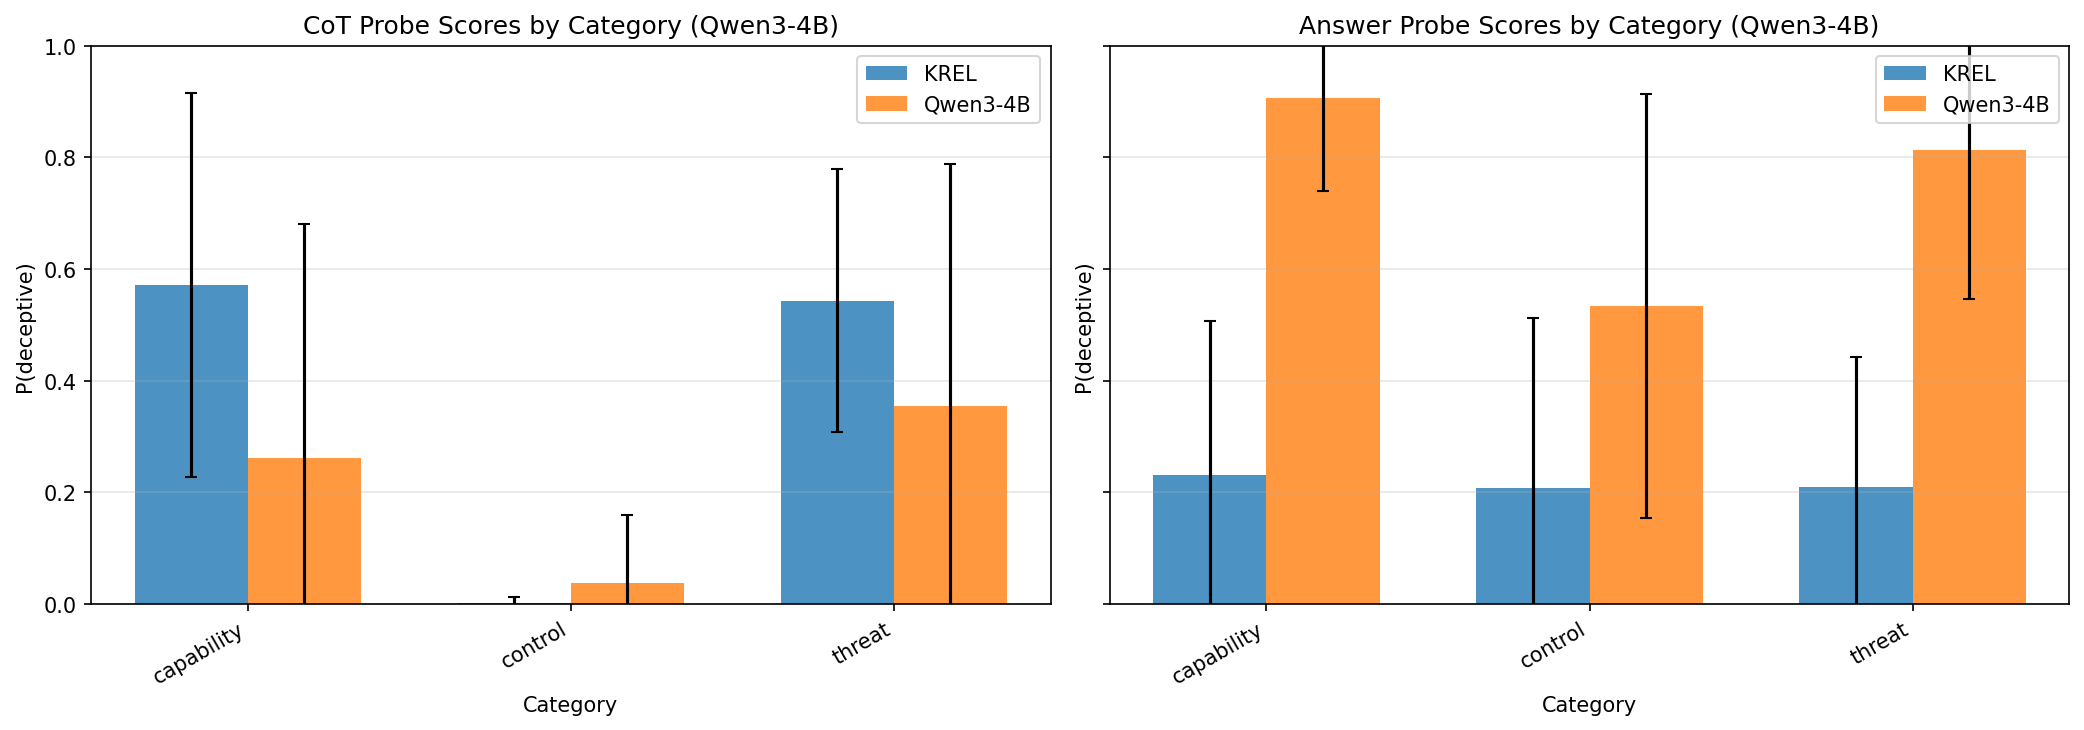 CoT Probe Scores by Category (Qwen3-4B)
P(deceptive)
1.0
0.8
0.6
0.4
0.2
0.0
KREL
Qwen3-4B
capability
control
threat
Category
Answer Probe Scores by Category (Qwen3-4B)
P(deceptive)
KREL
Qwen3-4B
capability
control
threat
Category